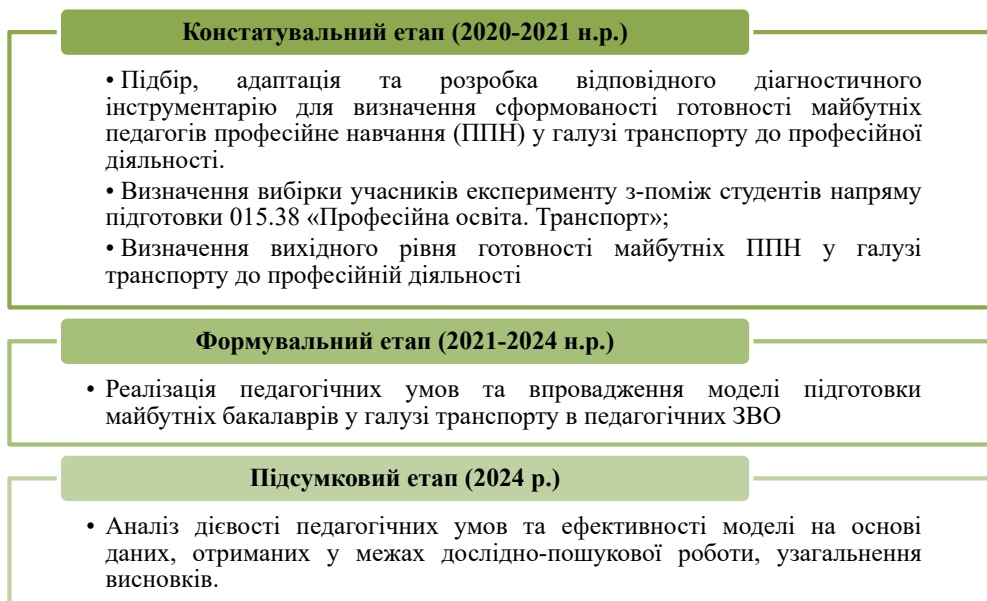 Констатувальний етап (2020-2021 н.р.)
• Підбір, адаптація та розробка відповідного діагностичного
інструментарію для визначення сформованості готовності майбутніх
педагогів професійне навчання (ППН) у галузі транспорту до професійної
діяльності.
• Визначення вибірки учасників експерименту з-поміж студентів напряму
підготовки 015.38 «Професійна освіта. Транспорт»;
• Визначення вихідного рівня готовності майбутніх ППН у галузі
транспорту до професійній діяльності
Формувальний етап (2021-2024 н.р.)
• Реалізація педагогічних умов та впровадження моделі підготовки
майбутніх бакалаврів у галузі транспорту в педагогічних ЗВО
Підсумковий етап (2024 р.)
• Аналіз дієвості педагогічних умов та ефективності моделі на основі
даних, отриманих у межах дослідно-пошукової роботи, узагальнення
висновків.